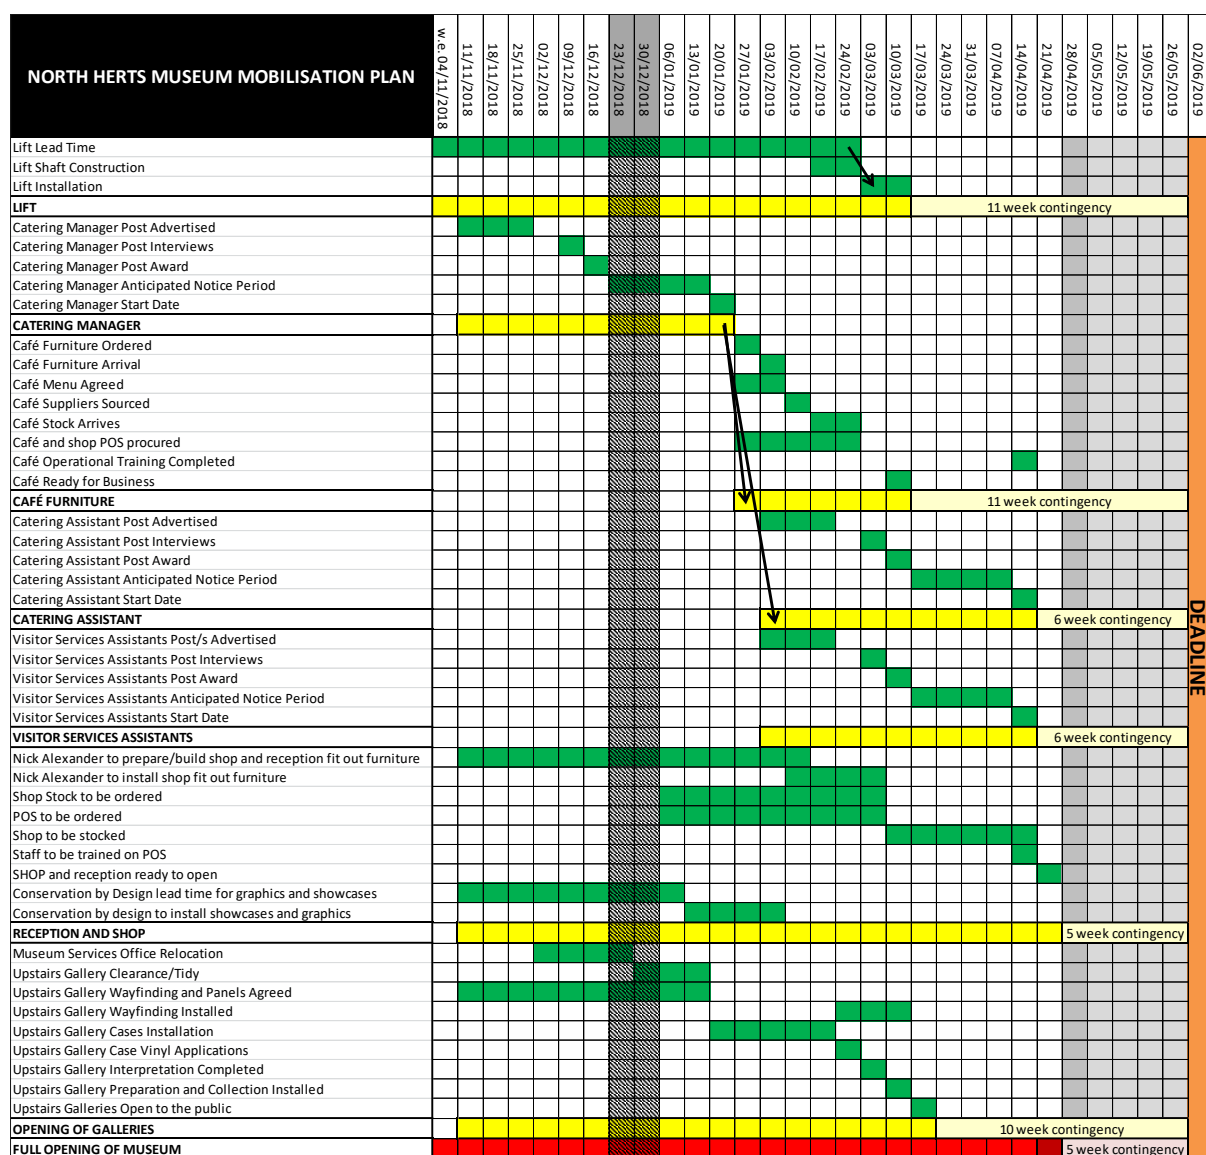 NORTH HERTS MUSEUM MOBILISATION PLAN
w.e.04/11/2018
11/11/2018
18/11/2018
25/11/2018
02/12/2018
09/12/2018
16/12/2018
23/12/2018
30/12/2018
06/01/2019
13/01/2019
20/01/2019
27/01/2019
03/02/2019
10/02/2019
17/02/2019
24/02/2019
03/03/2019
10/03/2019
17/03/2019
24/03/2019
31/03/2019
07/04/2019
14/04/2019
21/04/2019
28/04/2019
05/05/2019
12/05/2019
19/05/2019
26/05/2019
02/06/2019
Lift Lead Time
Lift Shaft Construction
Lift Installation
LIFT 11 week contingency
Catering Manager Post Advertised
Catering Manager Post Interviews
Catering Manager Post Award
Catering Manager Anticipated Notice Period
Catering Manager Start Date
CATERING MANAGER
Café Furniture Ordered
Café Furniture Arrival
Café Menu Agreed
Café Suppliers Sourced
Café Stock Arrives
Café and shop POS procured
Café Operational Training Completed
Café Ready for Business
CAFÉ FURNITURE 11 week contingency
Catering Assistant Post Advertised
Catering Assistant Post Interviews
Catering Assistant Post Award
Catering Assistant Anticipated Notice Period
Catering Assistant Start Date
CATERING ASSISTANT 6 week contingency
Visitor Services Assistants Post/s Advertised
Visitor Services Assistants Post Interviews
Visitor Services Assistants Post Award
Visitor Services Assistants Anticipated Notice Period
Visitor Services Assistants Start Date
VISITOR SERVICES ASSISTANTS 6 week contingency
Nick Alexander to prepare/build shop and reception fit out furniture
Nick Alexander to install shop fit out furniture
Shop Stock to be ordered
POS to be ordered
Shop to be stocked
Staff to be trained on POS
SHOP and reception ready to open
Conservation by Design lead time for graphics and showcases
Conservation by design to install showcases and graphics
RECEPTION AND SHOP 5 week contingency
Museum Services Office Relocation
Upstairs Gallery Clearance/Tidy
Upstairs Gallery Wayfinding and Panels Agreed
Upstairs Gallery Wayfinding Installed
Upstairs Gallery Cases Installation
Upstairs Gallery Case Vinyl Applications
Upstairs Gallery Interpretation Completed
Upstairs Gallery Preparation and Collection Installed
Upstairs Galleries Open to the public
OPENING OF GALLERIES 10 week contingency
FULL OPENING OF MUSEUM 5 week contingency
DEADLINE